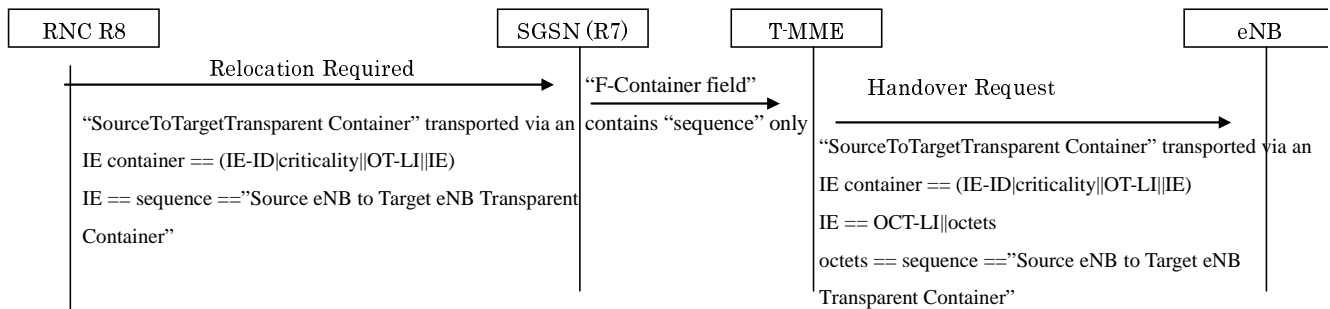 RNC R8
SGSN (R7)
T-MME
eNB
Relocation Required
“F-Container field”
contains “sequence” only
Handover Request
“SourceToTargetTransparent Container” transported via an
IE container == (IE-ID|criticality||OT-LI||IE)
IE == sequence ==”Source eNB to Target eNB Transparent
Container”
“SourceToTargetTransparent Container” transported via an
IE container == (IE-ID|criticality||OT-LI||IE)
IE == OCT-LI||octets
octets == sequence ==”Source eNB to Target eNB
Transparent Container”